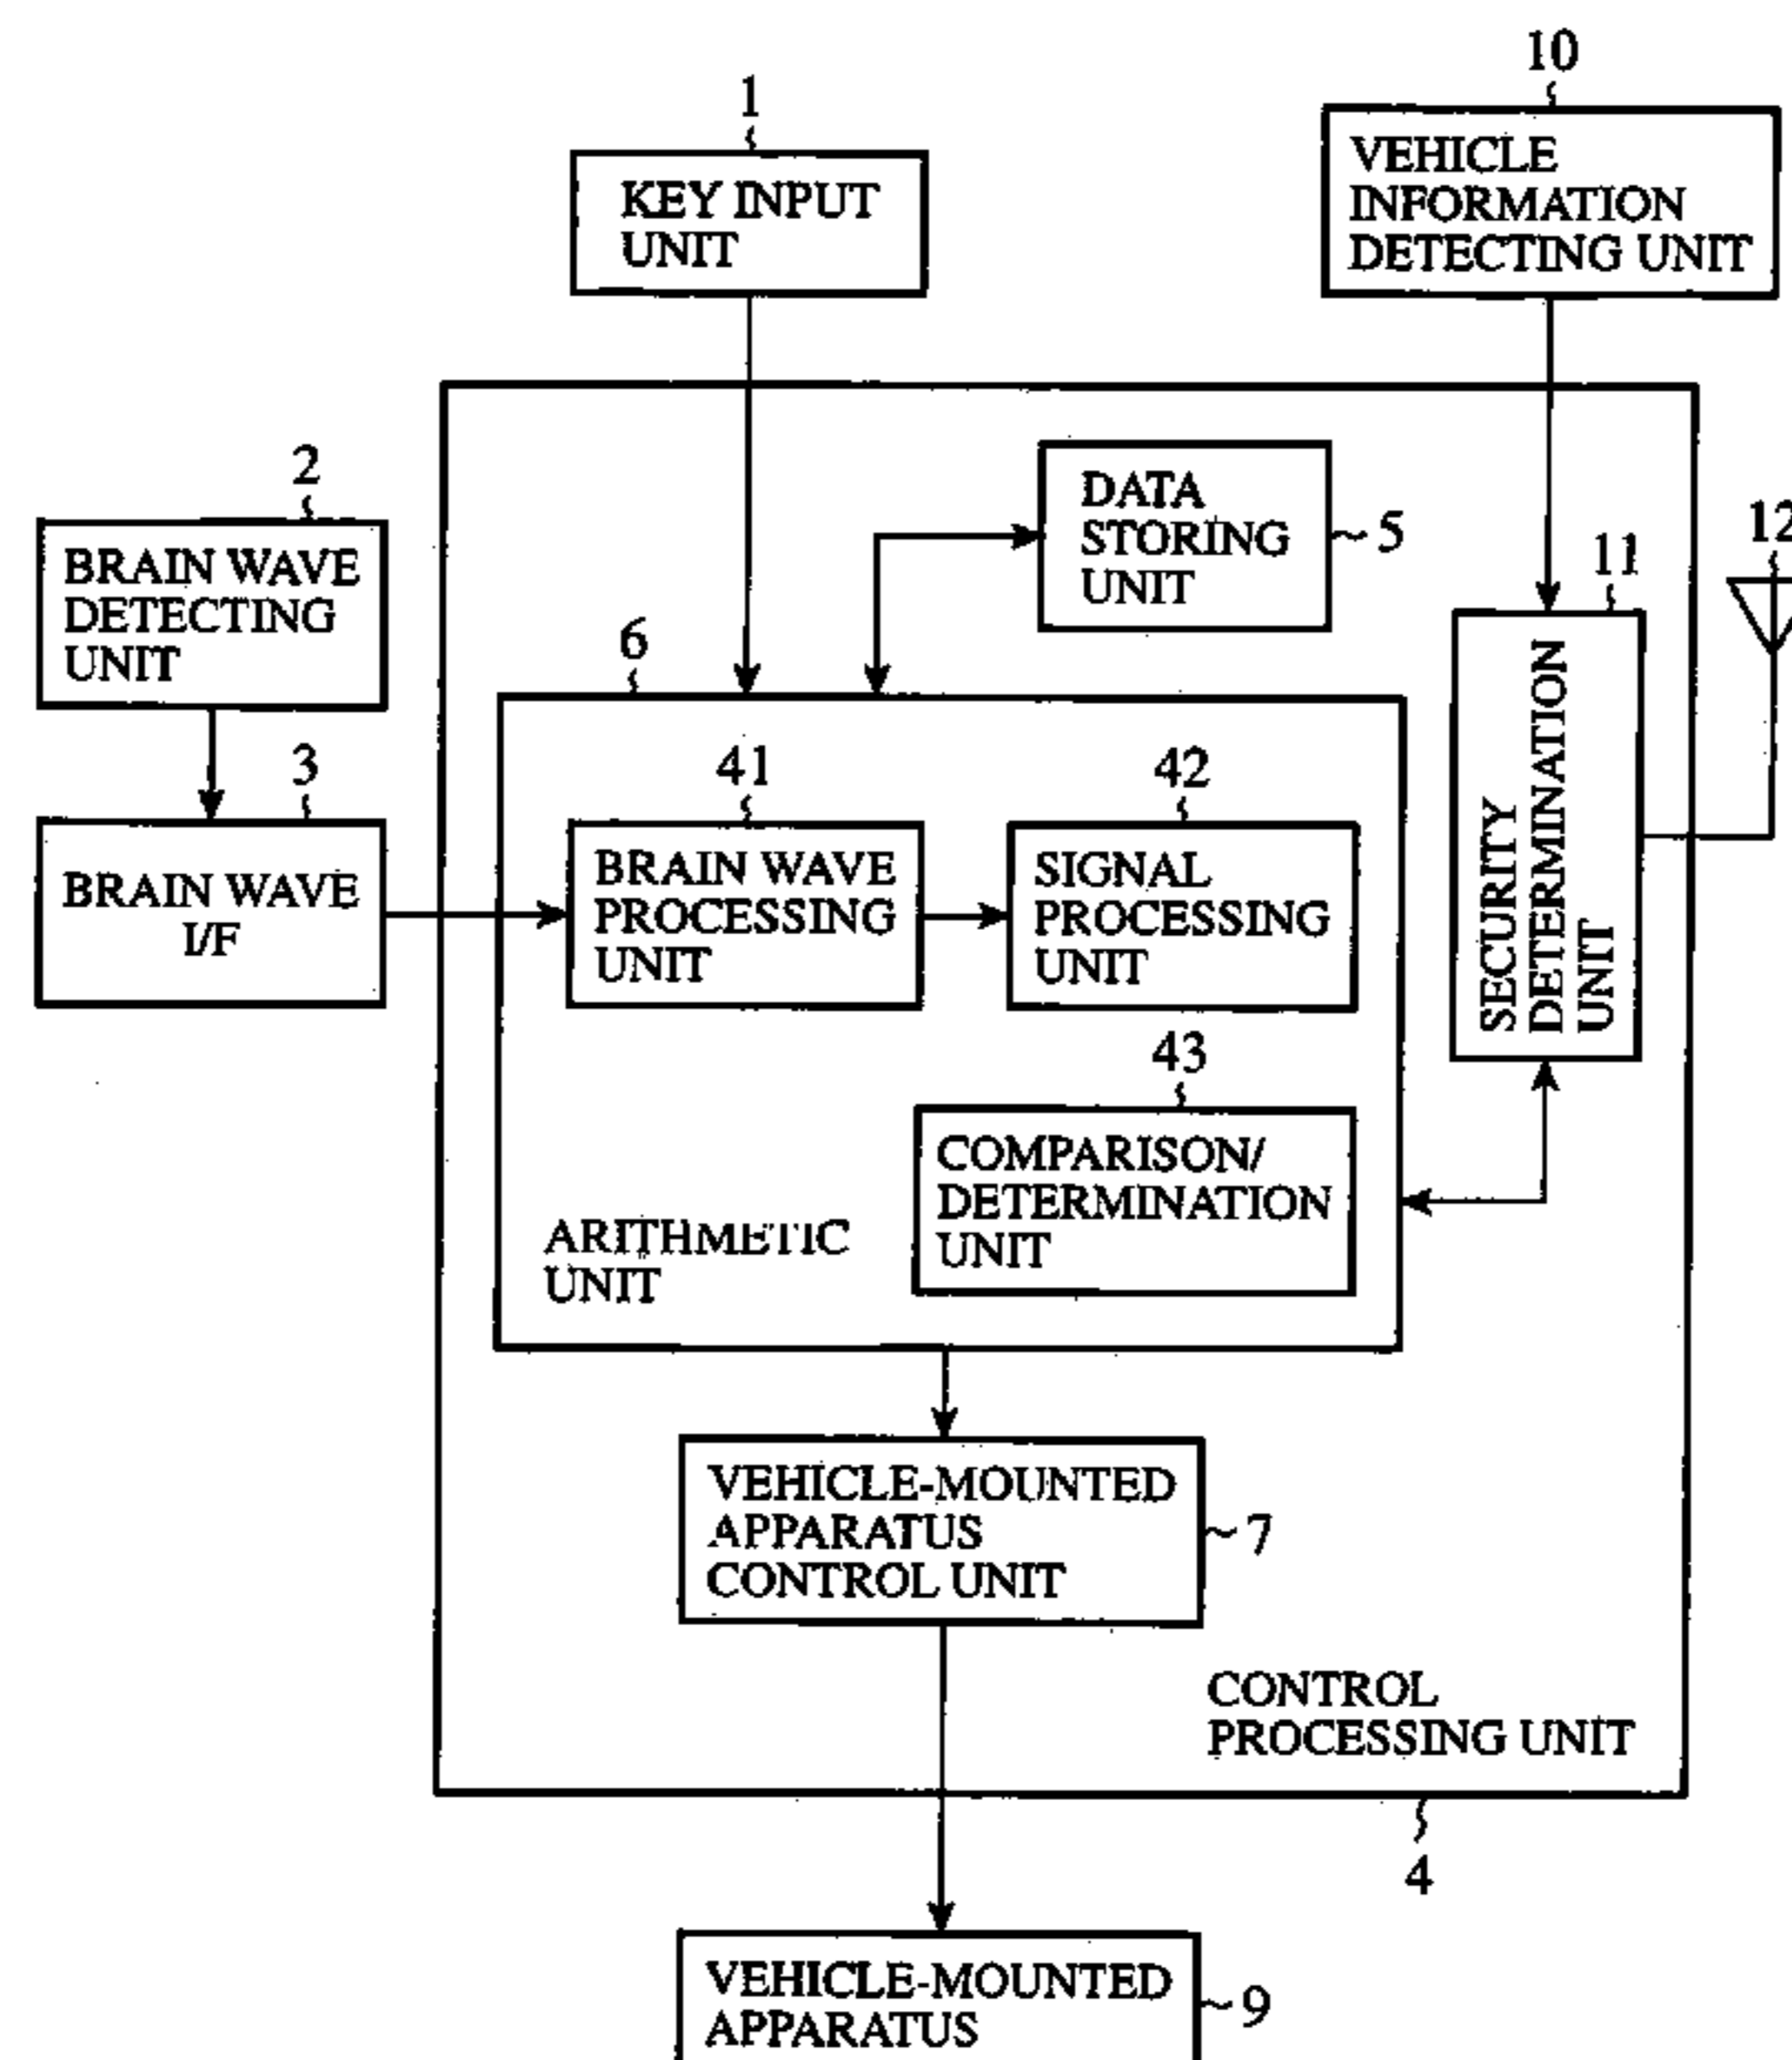 10
1
VEHICLE
INFORMATION
DETECTING UNIT
KEY INPUT
UNIT
2
BRAIN WAVE
DETECTING
UNIT
DATA
STORING
UNIT
5
12
11
6
SECURITY
DETERMINATION
UNIT
3
BRAIN WAVE
I/F
41
BRAIN WAVE
PROCESSING
UNIT
42
SIGNAL
PROCESSING
UNIT
43
COMPARISON/
DETERMINATION
UNIT
ARITHMETIC
UNIT
VEHICLE-MOUNTED
APPARATUS
CONTROL UNIT
7
CONTROL
PROCESSING UNIT
4
VEHICLE-MOUNTED
APPARATUS
9